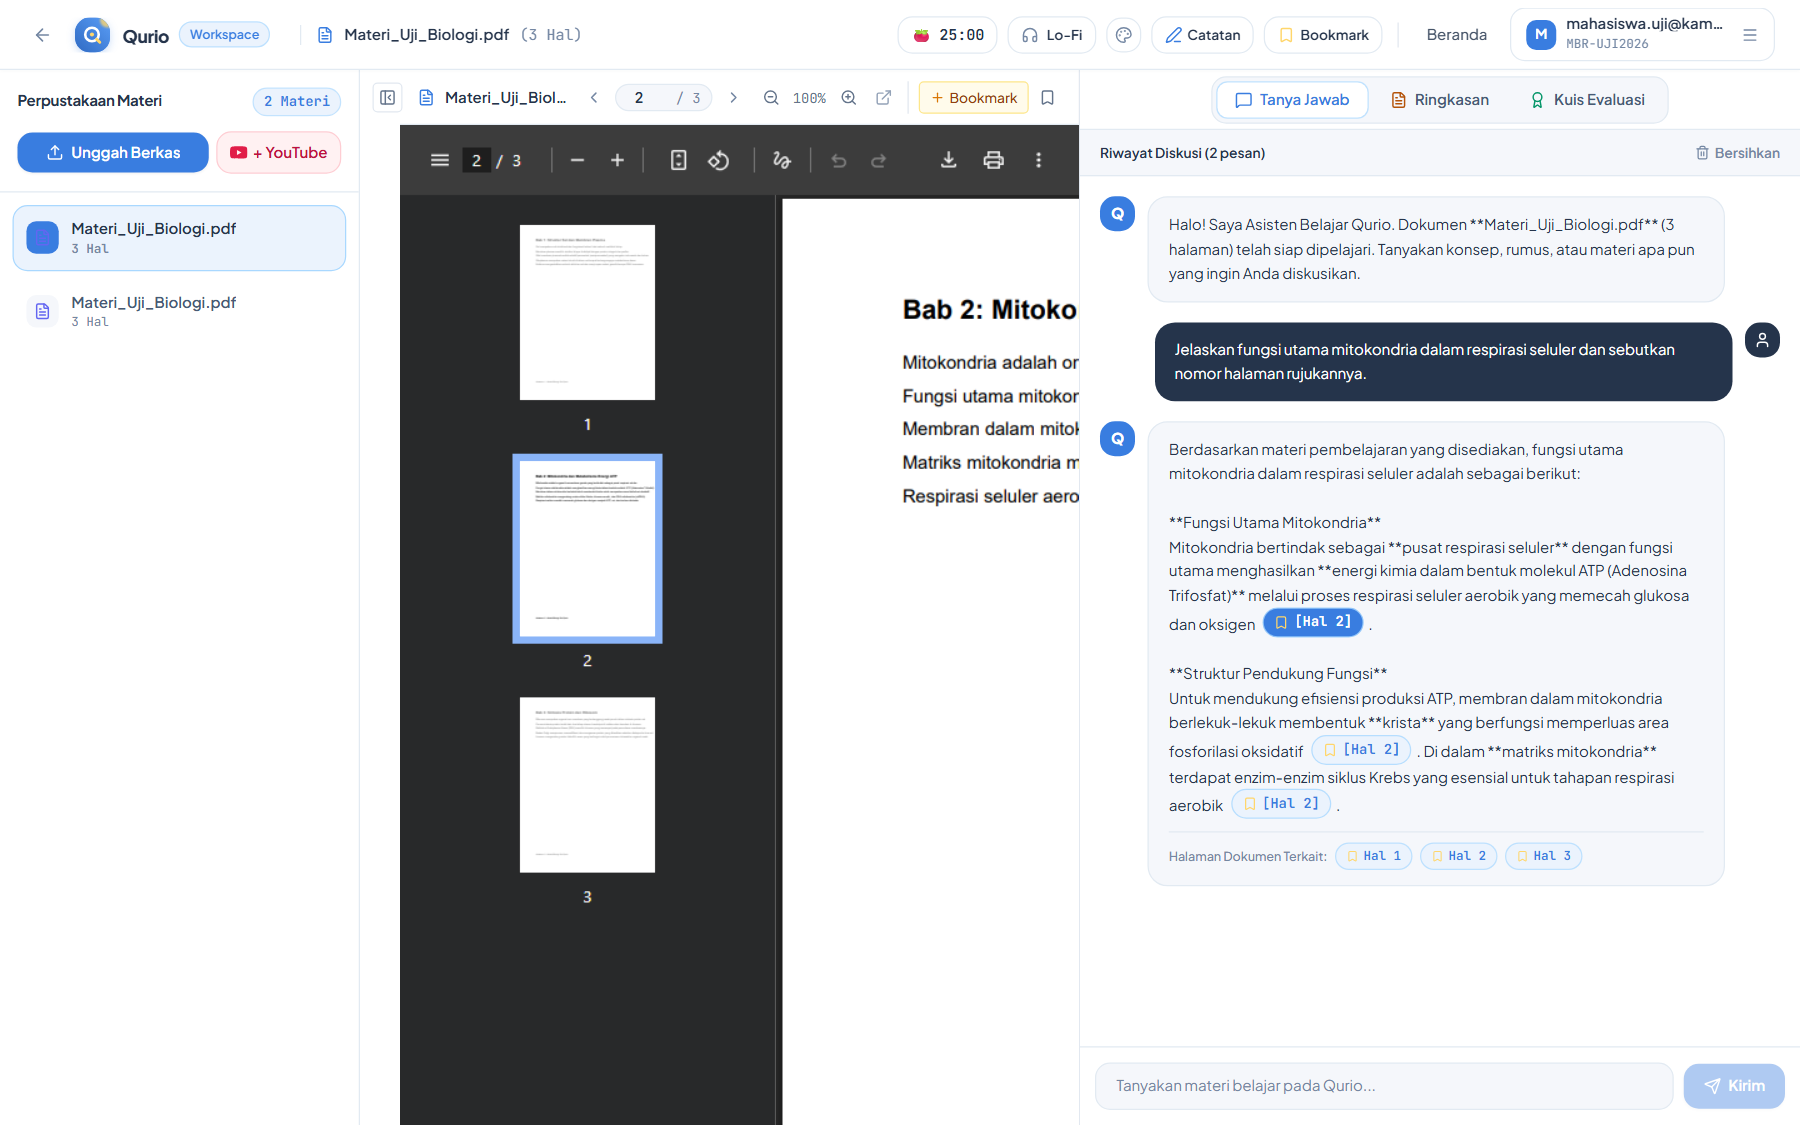 Qurio Workspace Materi_Uji_Biologi.pdf (3 Hal) 25:00 Lo-Fi Catatan Bookmark Beranda M mahasiswa.uji@kam...
MBR-UJI2026
Perpustakaan Materi 2 Materi
Unggah Berkas + YouTube
Materi_Uji_Biologi.pdf
3 Hal
Materi_Uji_Biologi.pdf
3 Hal
Materi_Uji_Biol... 2 / 3 100% + Bookmark
2 / 3
1
2
3
Bab 2: Mitoko
Mitokondria adalah or
Fungsi utama mitokor
Membran dalam mitok
Matriks mitokondria m
Respirasi seluler aero
Tanya Jawab Ringkasan Kuis Evaluasi
Riwayat Diskusi (2 pesan) Bersihkan
Q
Halo! Saya Asisten Belajar Qurio. Dokumen **Materi_Uji_Biologi.pdf** (3
halaman) telah siap dipelajari. Tanyakan konsep, rumus, atau materi apa pun
yang ingin Anda diskusikan.
Jelaskan fungsi utama mitokondria dalam respirasi seluler dan sebutkan
nomor halaman rujukannya.
Q
Berdasarkan materi pembelajaran yang disediakan, fungsi utama
mitokondria dalam respirasi seluler adalah sebagai berikut:
**Fungsi Utama Mitokondria**
Mitokondria bertindak sebagai **pusat respirasi seluler** dengan fungsi
utama menghasilkan **energi kimia dalam bentuk molekul ATP (Adenosina
Trifosfat)** melalui proses respirasi seluler aerobik yang memecah glukosa
dan oksigen [Hal 2] .
**Struktur Pendukung Fungsi**
Untuk mendukung efisiensi produksi ATP, membran dalam mitokondria
berlekuk-lekuk membentuk **krista** yang berfungsi memperluas area
fosforilasi oksidatif [Hal 2] . Di dalam **matriks mitokondria**
terdapat enzim-enzim siklus Krebs yang esensial untuk tahapan respirasi
aerobik [Hal 2] .
Halaman Dokumen Terkait: Hal 1 Hal 2 Hal 3
Tanyakan materi belajar pada Qurio... Kirim